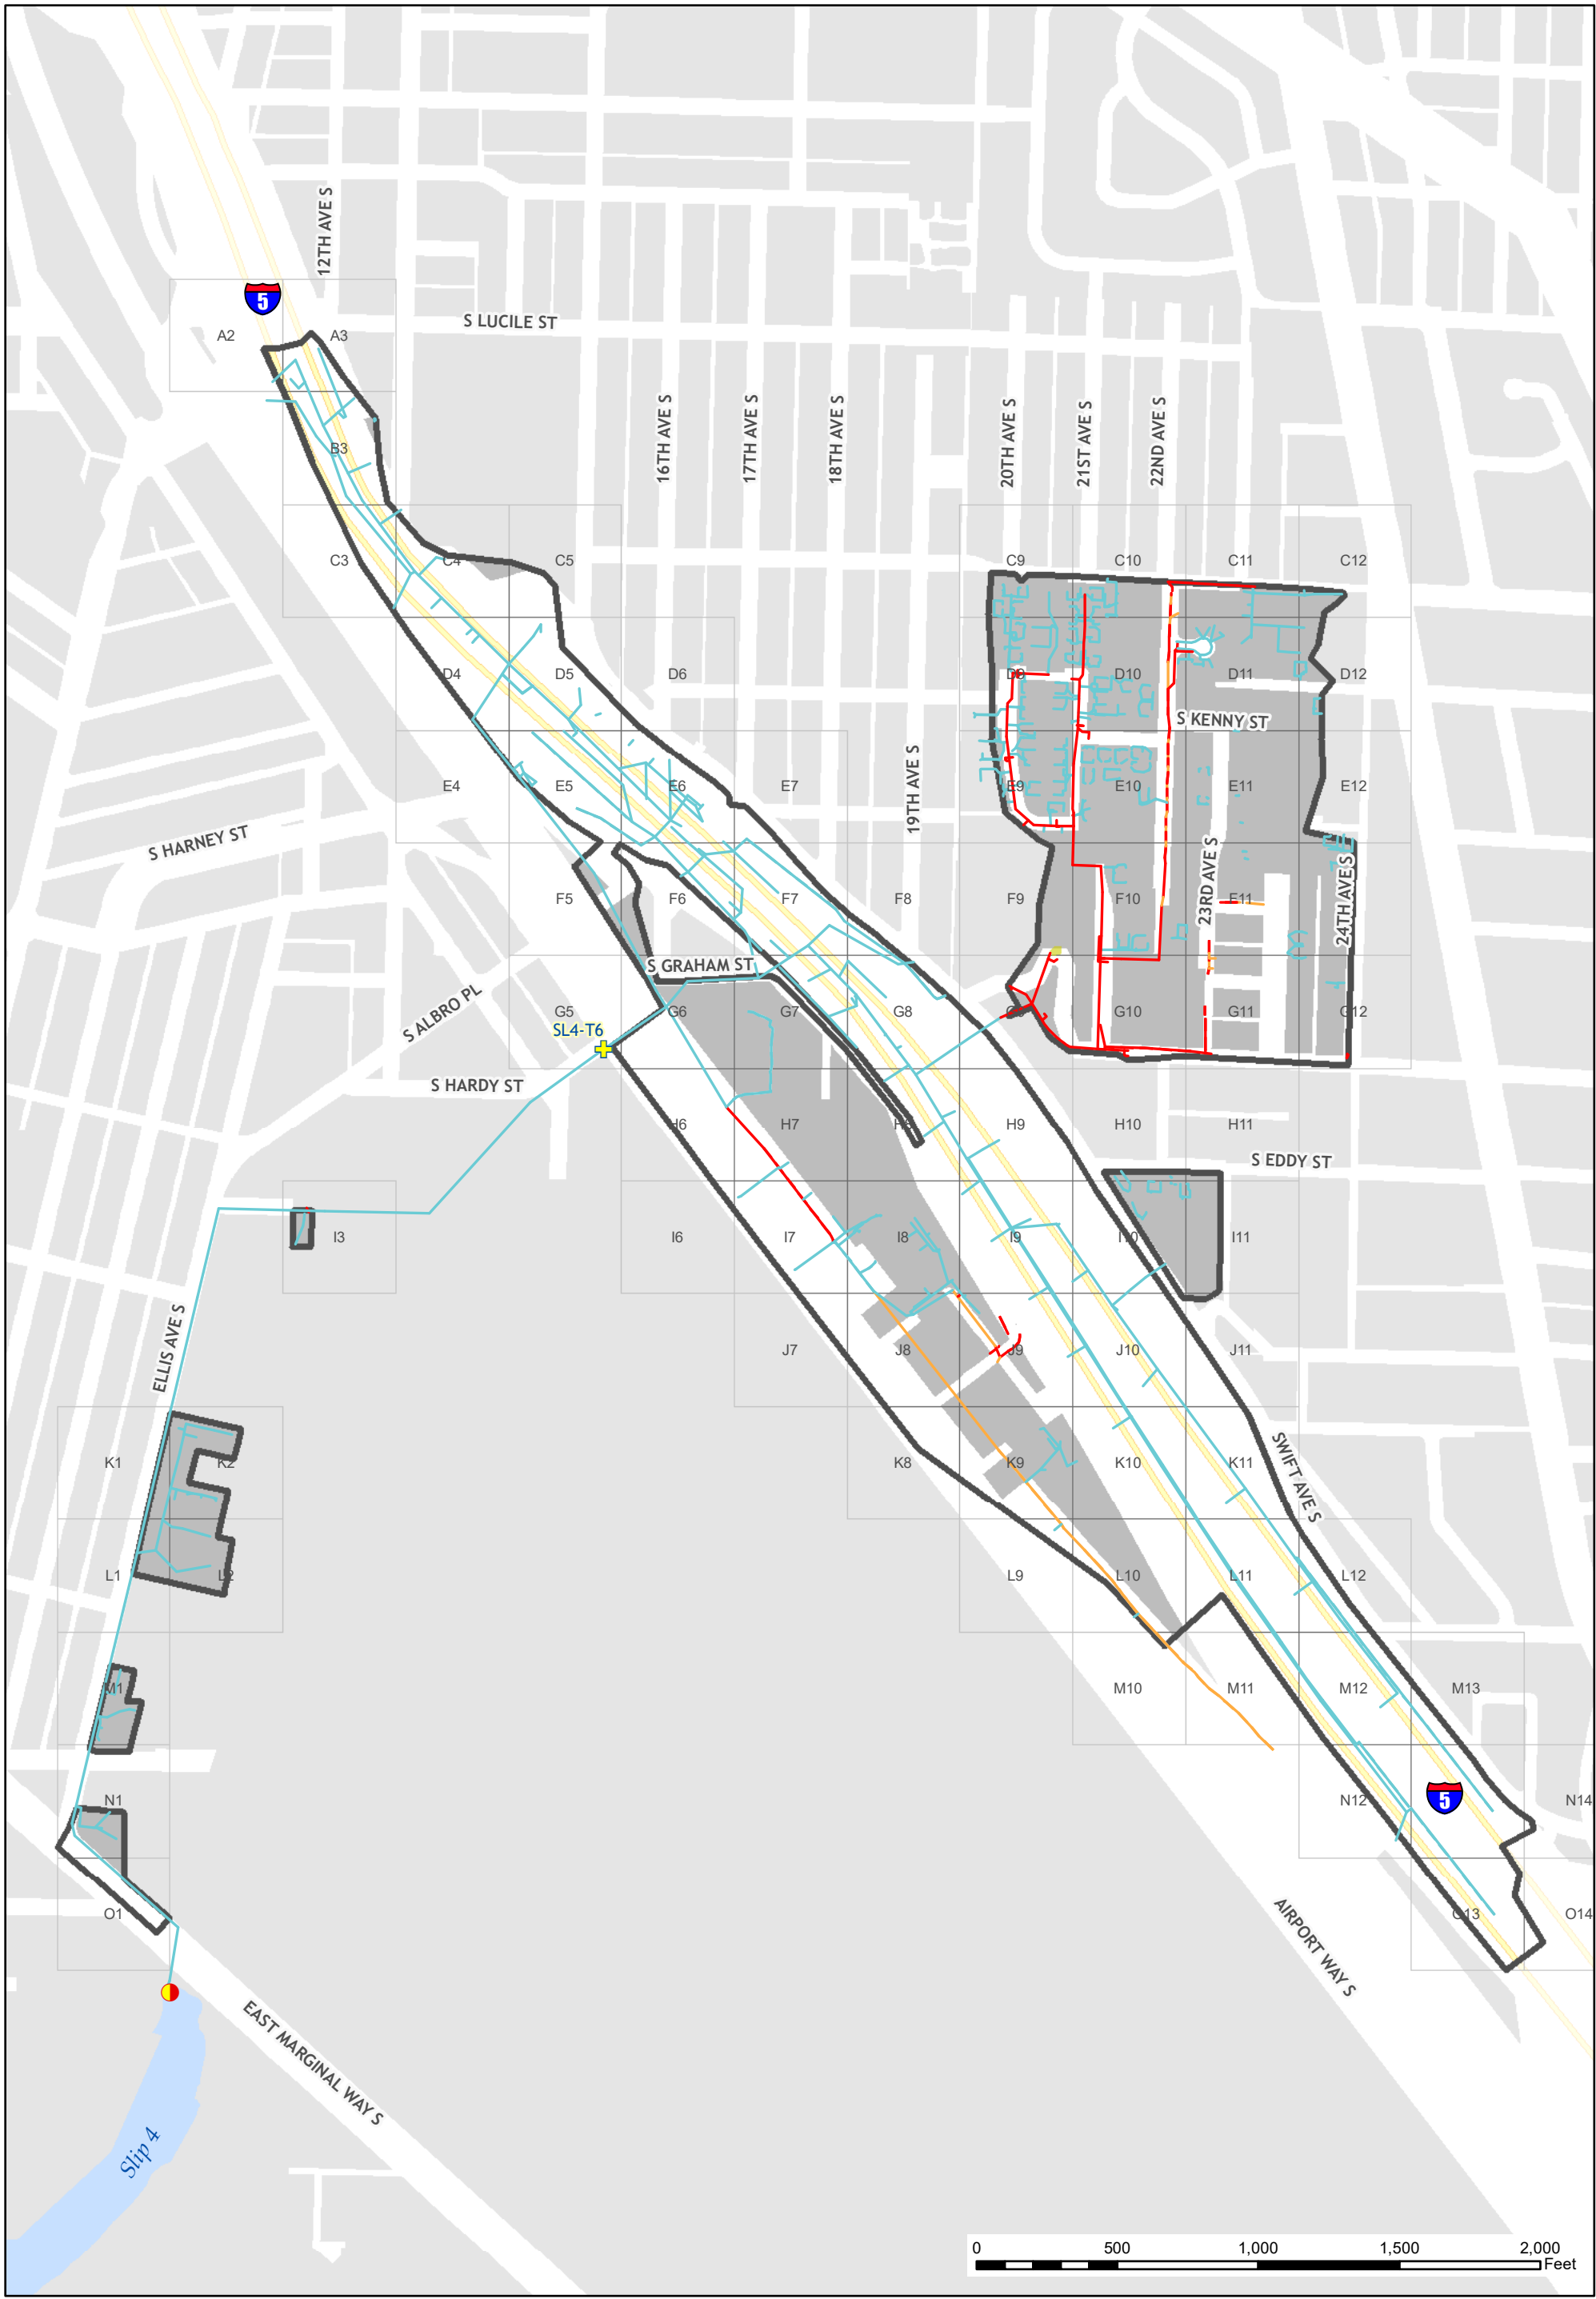 12TH AVE S
5
A2
A3
S LUCILE ST
16TH AVE S
17TH AVE S
18TH AVE S
20TH AVE S
21ST AVE S
22ND AVE S
B3
C3
C4
C5
C9
C10
C11
C12
D4
D5
D6
D9
D10
D11
D12
S KENNY ST
19TH AVE S
E4
E5
E6
E7
E9
E10
E11
E12
S HARNEY ST
23RD AVE S
24TH AVE S
F5
F6
F7
F8
F9
F10
F11
S GRAHAM ST
S ALBRO PL
G5
G6
G7
G8
G9
G10
G11
G12
SL4-T6
S HARDY ST
H6
H7
H8
H9
H10
H11
S EDDY ST
I3
I6
I7
I8
I9
I10
I11
ELLIS AVE S
J7
J8
J9
J10
J11
K1
K2
K8
K9
K10
K11
SWIFT AVE S
L1
L2
L9
L10
L11
L12
M1
M10
M11
M12
M13
N1
N12
5
N14
O1
O13
O14
AIRPORT WAY S
EAST MARGINAL WAY S
Slip 4
0 500 1,000 1,500 2,000
Feet